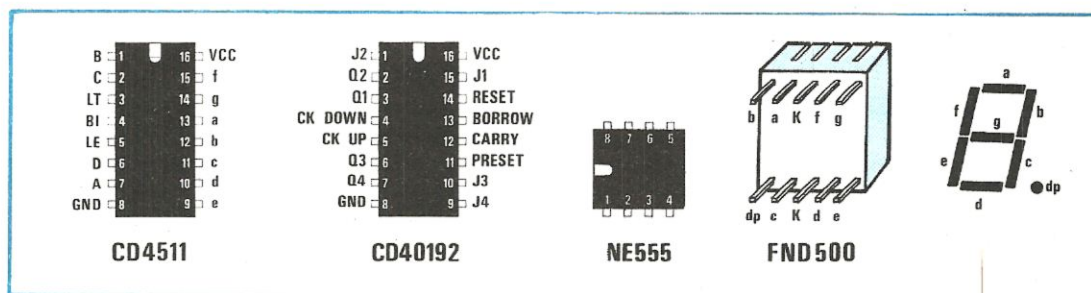 B 1 16 VCC
C 2 15 f
LT 3 14 g
BI 4 13 a
LE 5 12 b
D 6 11 c
A 7 10 d
GND 8 9 e
CD4511
J2 1 16 VCC
Q2 2 15 J1
Q1 3 14 RESET
CK DOWN 4 13 BORROW
CK UP 5 12 CARRY
Q3 6 11 PRESET
Q4 7 10 J3
GND 8 9 J4
CD40192
8 7 6 5
1 2 3 4
NE555
b a K f g
dp c K d e
FND500
a
f b
g
e c
d dp